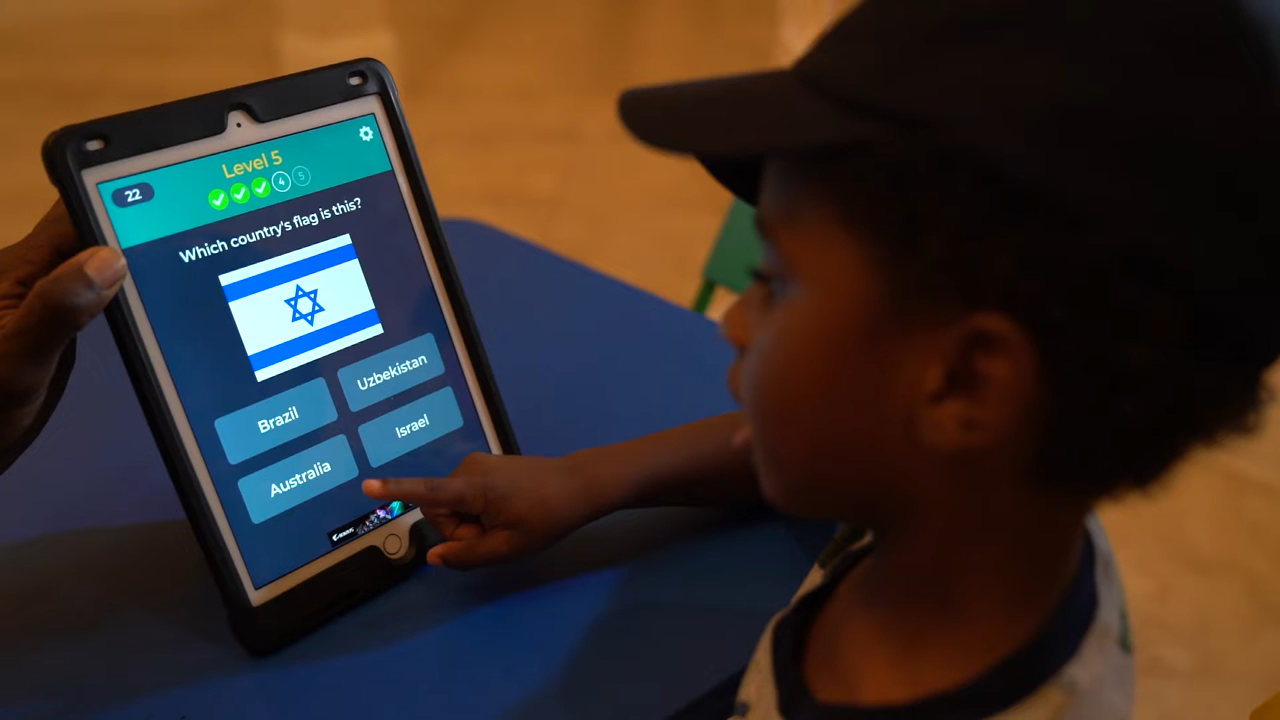 Level 5
22
4 5
Which country's flag is this?
Brazil
Uzbekistan
Australia
Israel